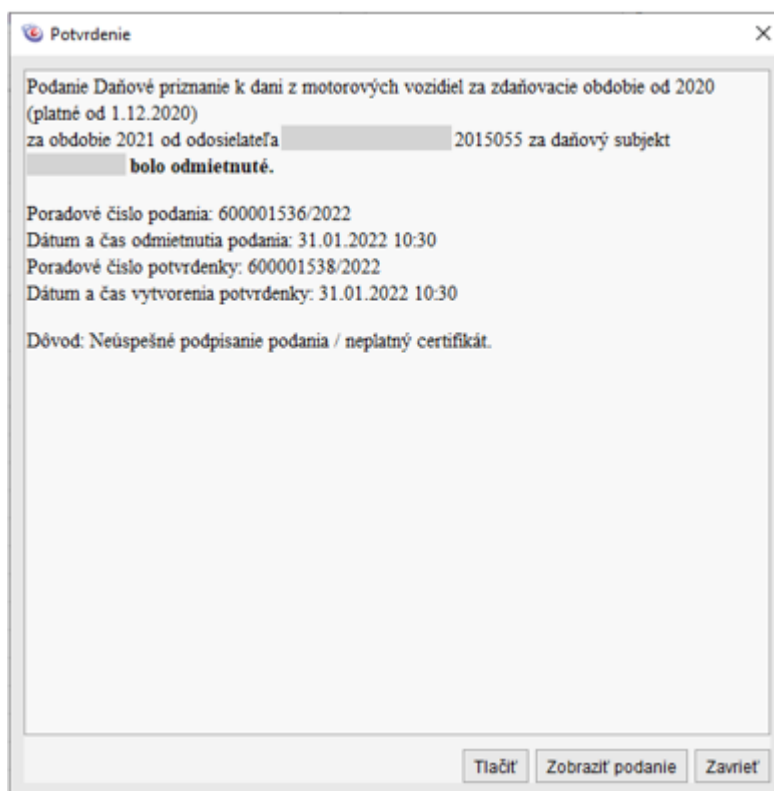 Potvrdenie
Podanie Daňové priznanie k dani z motorových vozidiel za zdaňovacie obdobie od 2020
(platné od 1.12.2020)
za obdobie 2021 od odosielateľa 2015055 za daňový subjekt
bolo odmietnuté.
Poradové číslo podania: 600001536/2022
Dátum a čas odmietnutia podania: 31.01.2022 10:30
Poradové číslo potvrdenky: 600001538/2022
Dátum a čas vytvorenia potvrdenky: 31.01.2022 10:30
Dôvod: Neúspešné podpísanie podania / neplatný certifikát.
Tlačiť Zobraziť podanie Zavrieť